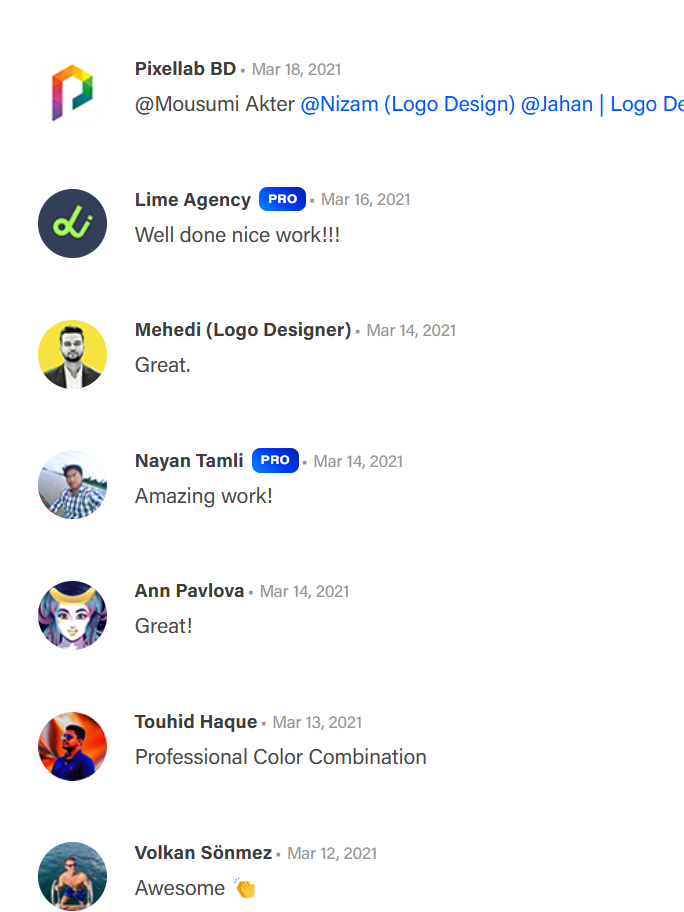 Pixellab BD • Mar 18, 2021
@Mousumi Akter @Nizam (Logo Design) @Jahan | Logo De
Lime Agency PRO • Mar 16, 2021
Well done nice work!!!
Mehedi (Logo Designer) • Mar 14, 2021
Great.
Nayan Tamli PRO • Mar 14, 2021
Amazing work!
Ann Pavlova • Mar 14, 2021
Great!
Touhid Haque • Mar 13, 2021
Professional Color Combination
Volkan Sönmez • Mar 12, 2021
Awesome 👏